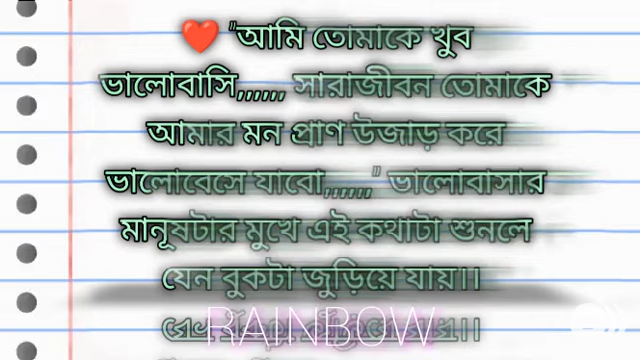 ❤️ "আমি তোমাকে খুব
ভালোবাসি,,,,,, সারাজীবন তোমাকে
আমার মন প্রাণ উজাড় করে
ভালোবেসে যাবো,,,,,," ভালোবাসার
মানূষটার মুখে এই কথাটা শুনলে
যেন বুকটা জুড়িয়ে যায়।।
RAINBOW